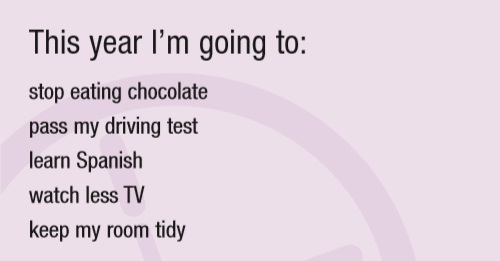 This year I'm going to:
stop eating chocolate
pass my driving test
learn Spanish
watch less TV
keep my room tidy